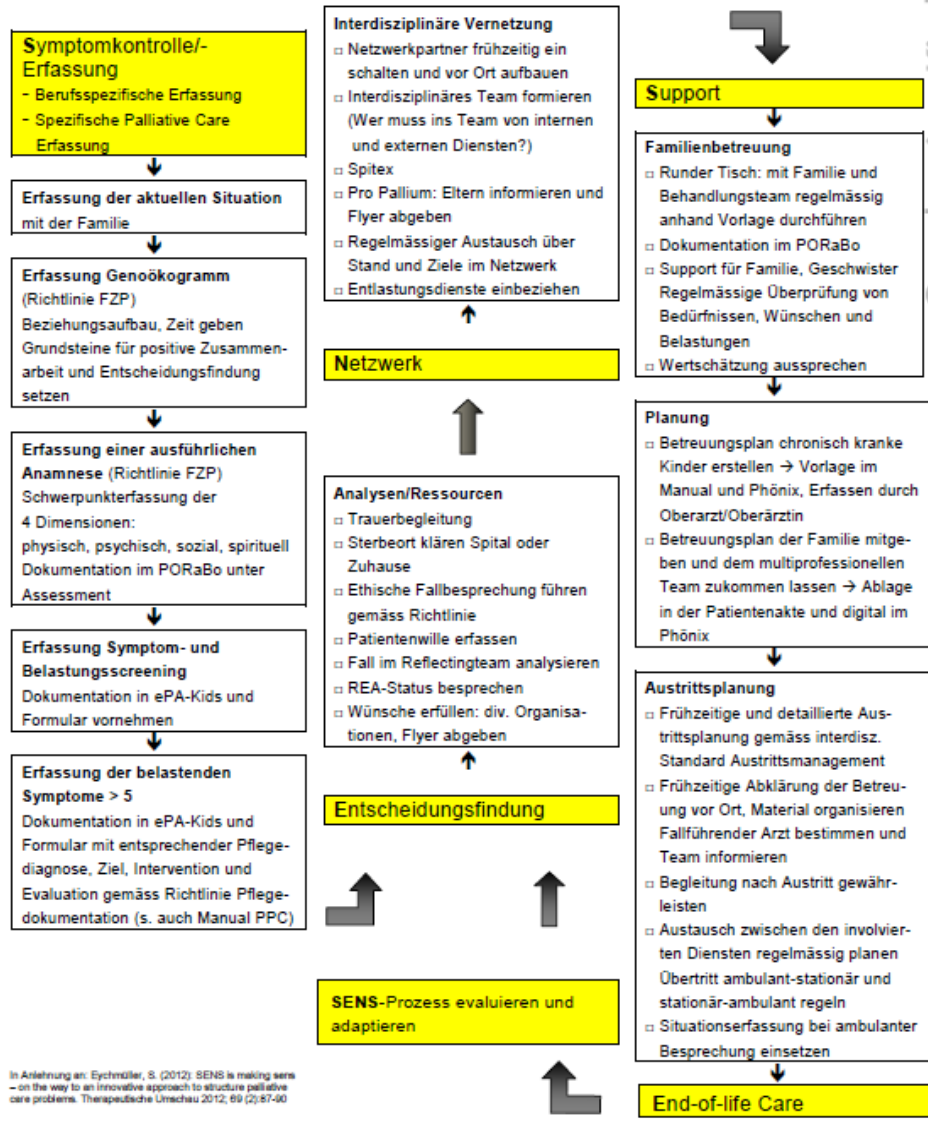 Symptomkontrolle/-
Erfassung
- Berufsspezifische Erfassung
- Spezifische Palliative Care
Erfassung
Erfassung der aktuellen Situation
mit der Familie
Erfassung Genoökogramm
(Richtlinie FZP)
Beziehungsaufbau, Zeit geben
Grundsteine für positive Zusammen-
arbeit und Entscheidungsfindung
setzen
Erfassung einer ausführlichen
Anamnese (Richtlinie FZP)
Schwerpunkterfassung der
4 Dimensionen:
physisch, psychisch, sozial, spirituell
Dokumentation im PORaBo unter
Assessment
Erfassung Symptom- und
Belastungsscreening
Dokumentation in ePA-Kids und
Formular vornehmen
Erfassung der belastenden
Symptome > 5
Dokumentation in ePA-Kids und
Formular mit entsprechender Pflege-
diagnose, Ziel, Intervention und
Evaluation gemäss Richtlinie Pflege-
dokumentation (s. auch Manual PPC)
In Anlehnung an: Eychmüller, S. (2012): SENS is making sens
– on the way to an innovative approach to structure palliative
care problems. Therapeutische Umschau 2012; 69 (2):87-90
Interdisziplinäre Vernetzung
□ Netzwerkpartner frühzeitig ein
schalten und vor Ort aufbauen
□ Interdisziplinäres Team formieren
(Wer muss ins Team von internen
und externen Diensten?)
□ Spitex
□ Pro Pallium: Eltern informieren und
Flyer abgeben
□ Regelmässiger Austausch über
Stand und Ziele im Netzwerk
□ Entlastungsdienste einbeziehen
Netzwerk
Analysen/Ressourcen
□ Trauerbegleitung
□ Sterbeort klären Spital oder
Zuhause
□ Ethische Fallbesprechung führen
gemäss Richtlinie
□ Patientenwille erfassen
□ Fall im Reflectingteam analysieren
□ REA-Status besprechen
□ Wünsche erfüllen: div. Organisa-
tionen, Flyer abgeben
Entscheidungsfindung
SENS-Prozess evaluieren und
adaptieren
Support
Familienbetreuung
□ Runder Tisch: mit Familie und
Behandlungsteam regelmässig
anhand Vorlage durchführen
□ Dokumentation im PORaBo
□ Support für Familie, Geschwister
Regelmässige Überprüfung von
Bedürfnissen, Wünschen und
Belastungen
□ Wertschätzung aussprechen
Planung
□ Betreuungsplan chronisch kranke
Kinder erstellen → Vorlage im
Manual und Phönix, Erfassen durch
Oberarzt/Oberärztin
□ Betreuungsplan der Familie mitge-
ben und dem multiprofessionellen
Team zukommen lassen → Ablage
in der Patientenakte und digital im
Phönix
Austrittsplanung
□ Frühzeitige und detaillierte Aus-
trittsplanung gemäss interdisz.
Standard Austrittsmanagement
□ Frühzeitige Abklärung der Betreu-
ung vor Ort, Material organisieren
Fallführender Arzt bestimmen und
Team informieren
□ Begleitung nach Austritt gewähr-
leisten
□ Austausch zwischen den involvier-
ten Diensten regelmässig planen
Übertritt ambulant-stationär und
stationär-ambulant regeln
□ Situationserfassung bei ambulanter
Besprechung einsetzen
End-of-life Care